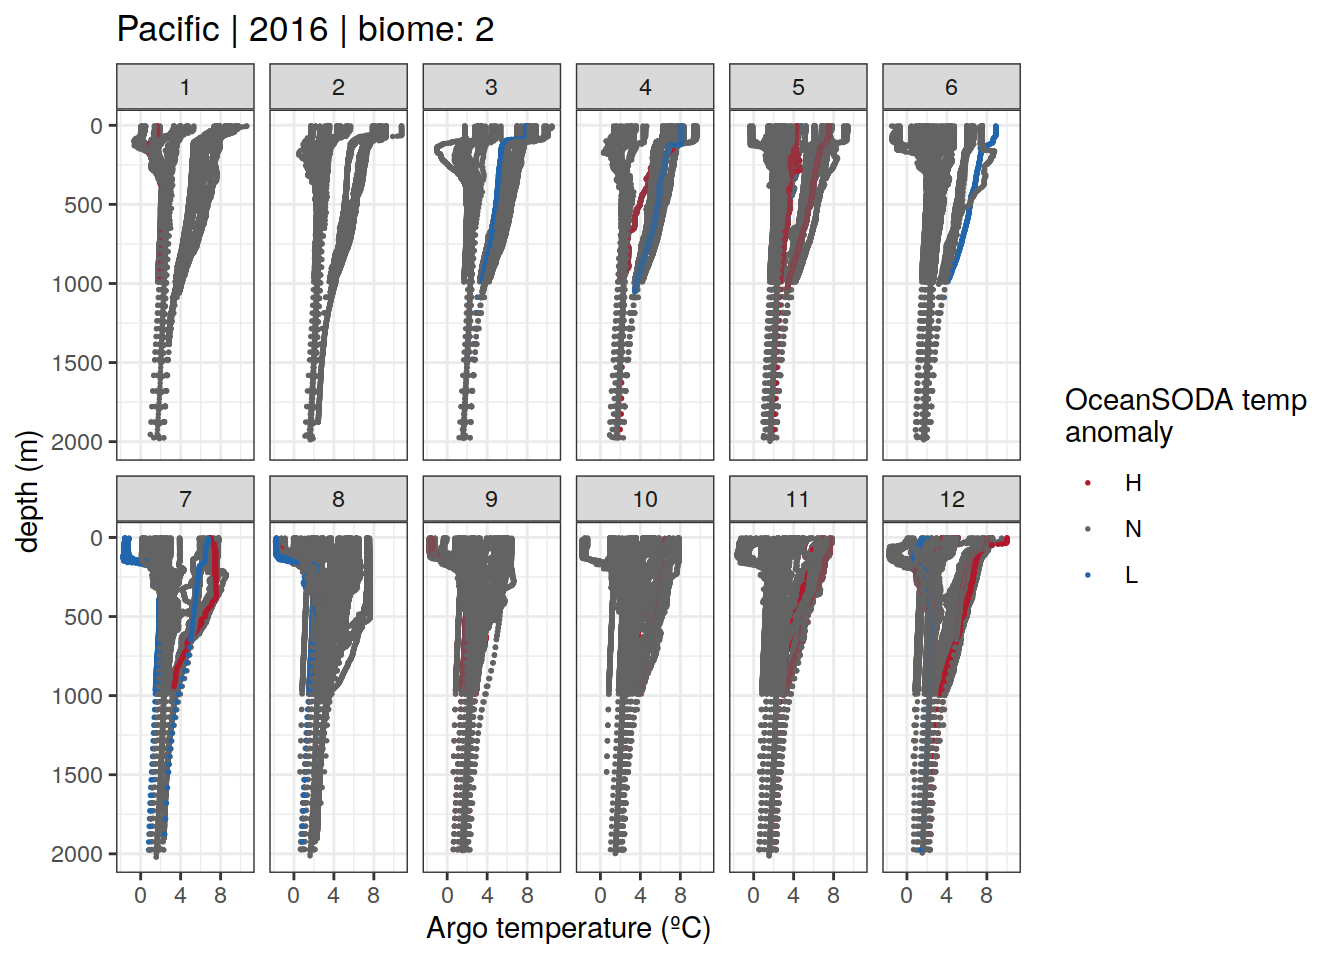 Pacific | 2016 | biome: 2
1 2 3 4 5 6
0
500
1000
1500
2000
7 8 9 10 11 12
0
500
1000
1500
2000
0 4 8 0 4 8 0 4 8 0 4 8 0 4 8 0 4 8
Argo temperature (ºC)
depth (m)
OceanSODA temp
anomaly
H
N
L